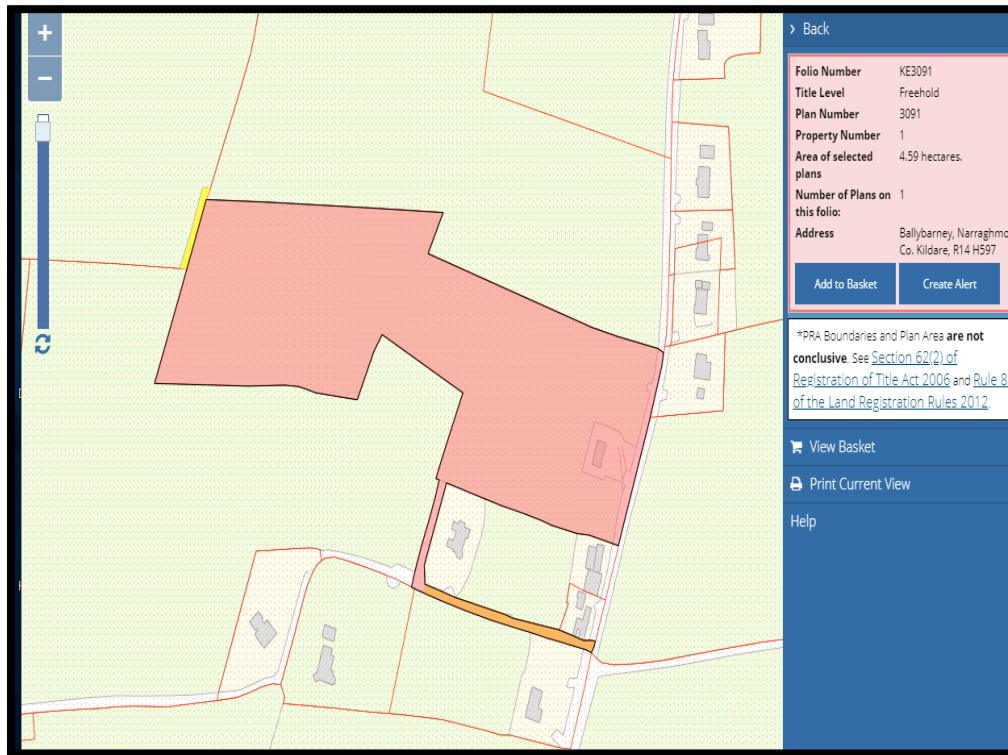 +
−
> Back
Folio Number KE3091
Title Level Freehold
Plan Number 3091
Property Number 1
Area of selected plans 4.59 hectares.
Number of Plans on this folio: 1
Address Ballybarney, Narraghmo
Co. Kildare, R14 H597
Add to Basket Create Alert
*PRA Boundaries and Plan Area are not
conclusive. See Section 62(2) of
Registration of Title Act 2006 and Rule 8
of the Land Registration Rules 2012.
View Basket
Print Current View
Help